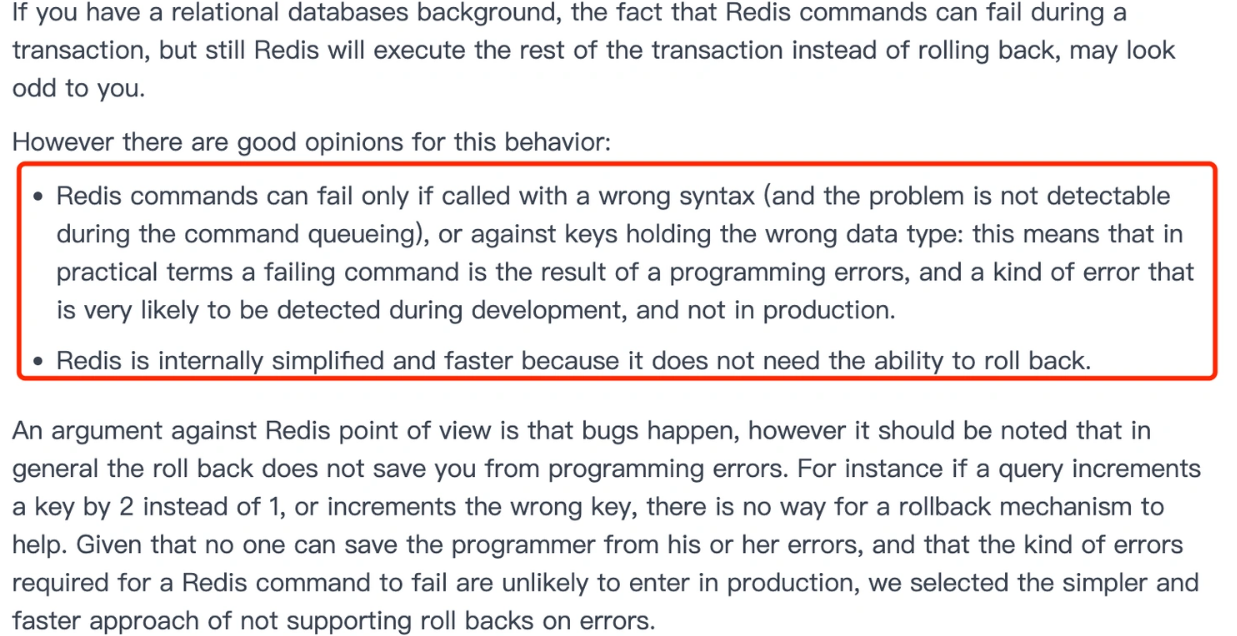 If you have a relational databases background, the fact that Redis commands can fail during a
transaction, but still Redis will execute the rest of the transaction instead of rolling back, may look
odd to you.
However there are good opinions for this behavior:
• Redis commands can fail only if called with a wrong syntax (and the problem is not detectable
during the command queueing), or against keys holding the wrong data type: this means that in
practical terms a failing command is the result of a programming errors, and a kind of error that
is very likely to be detected during development, and not in production.
• Redis is internally simplified and faster because it does not need the ability to roll back.
An argument against Redis point of view is that bugs happen, however it should be noted that in
general the roll back does not save you from programming errors. For instance if a query increments
a key by 2 instead of 1, or increments the wrong key, there is no way for a rollback mechanism to
help. Given that no one can save the programmer from his or her errors, and that the kind of errors
required for a Redis command to fail are unlikely to enter in production, we selected the simpler and
faster approach of not supporting roll backs on errors.